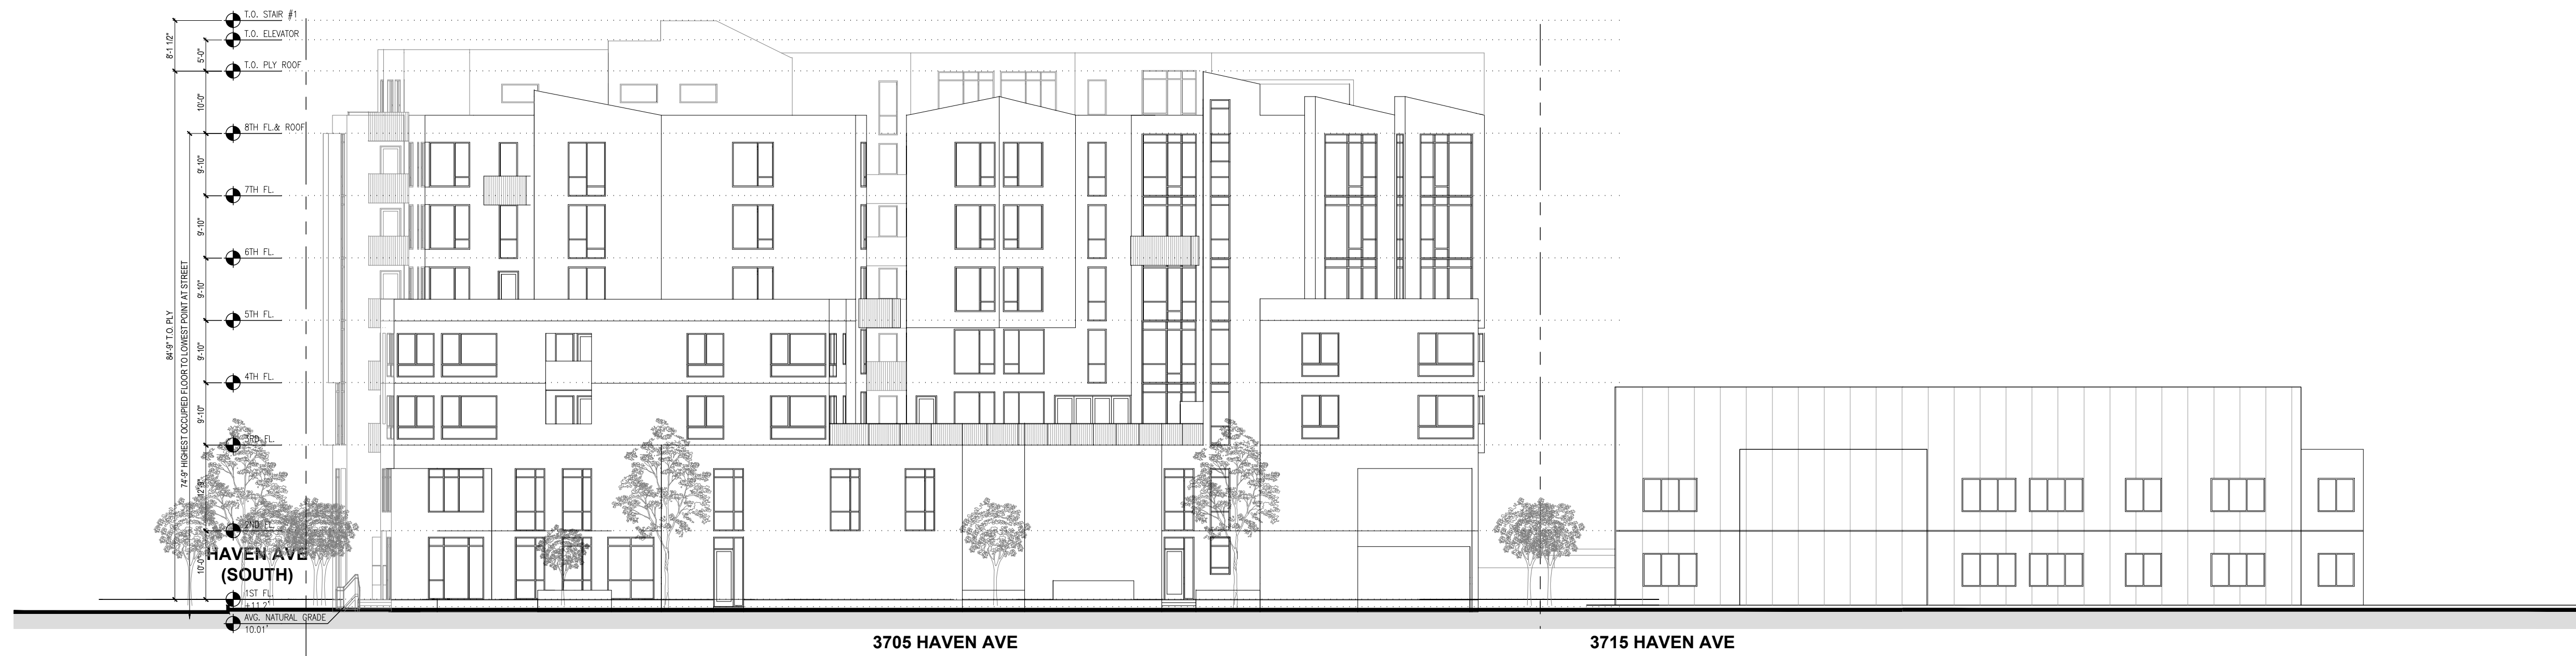 T.O. STAIR #1
T.O. ELEVATOR
T.O. PLY ROOF
8TH FL.& ROOF
7TH FL.
6TH FL.
5TH FL.
4TH FL.
3RD FL.
2ND FL.
1ST FL.
+11.2'
AVG. NATURAL GRADE
10.01'
8'-1 1/2"
5'-0"
10'-0"
9'-10"
9'-10"
9'-10"
9'-10"
9'-10"
12'-9"
10'-0"
84'-9" T.O. PLY
74'-9" HIGHEST OCCUPIED FLOOR TO LOWEST POINT AT STREET
HAVEN AVE
(SOUTH)
3705 HAVEN AVE
3715 HAVEN AVE